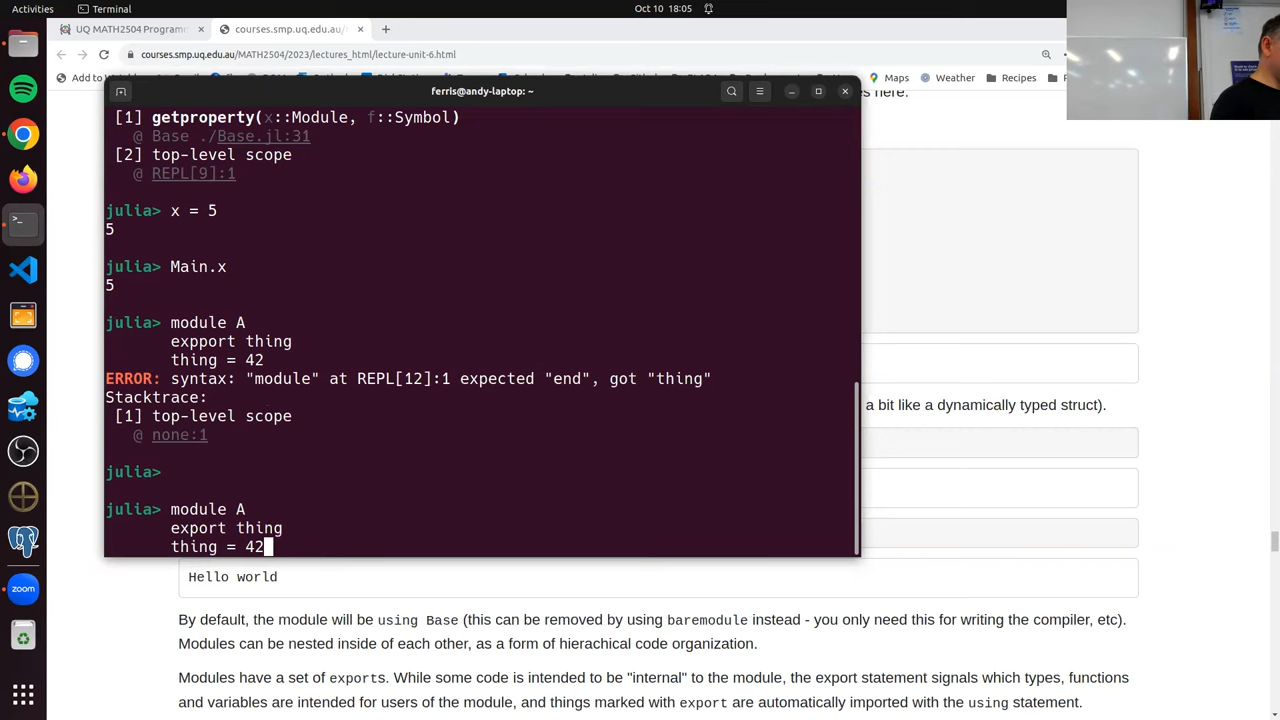 Activities
Terminal
Oct 10 18:05
UQ MATH2504 Programm
courses.smp.uq.edu.au/
courses.smp.uq.edu.au/MATH2504/2023/lectures_html/lecture-unit-6.html
Add to
Maps
Weather
Recipes
ferris@andy-laptop: ~
es here.
[1] getproperty(x::Module, f::Symbol)
@ Base ./Base.jl:31
[2] top-level scope
@ REPL[9]:1
julia> x = 5
5
julia> Main.x
5
julia> module A
expport thing
thing = 42
ERROR: syntax: "module" at REPL[12]:1 expected "end", got "thing"
Stacktrace:
[1] top-level scope
@ none:1
julia>
julia> module A
export thing
thing = 42
a bit like a dynamically typed struct).
Hello world
By default, the module will be using Base (this can be removed by using baremodule instead - you only need this for writing the compiler, etc).
Modules can be nested inside of each other, as a form of hierachical code organization.
Modules have a set of exports. While some code is intended to be "internal" to the module, the export statement signals which types, functions
and variables are intended for users of the module, and things marked with export are automatically imported with the using statement.
zoom